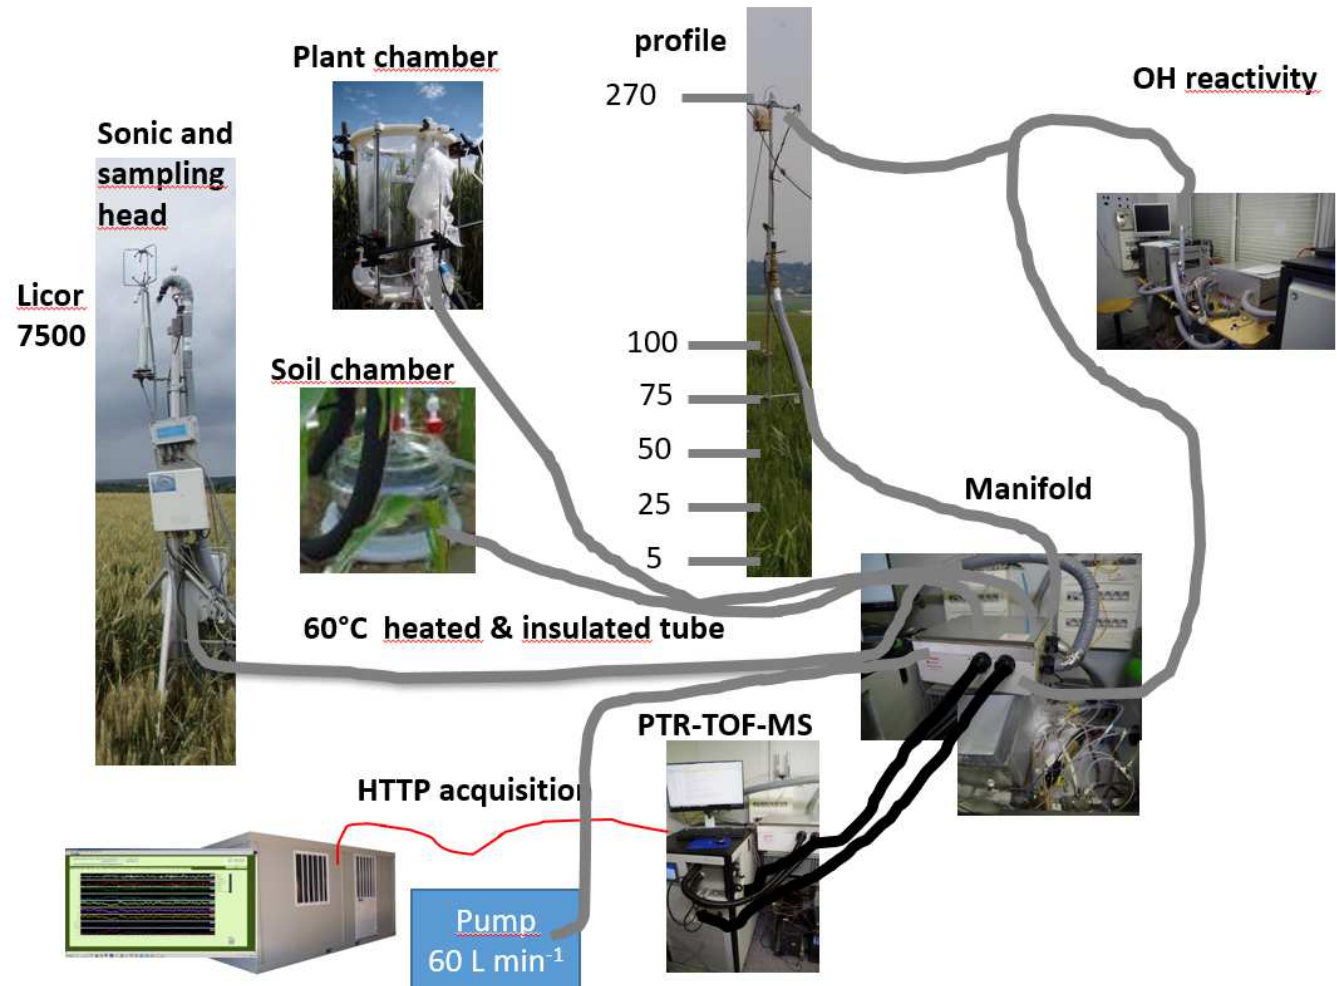 Plant chamber
profile
OH reactivity
270
Sonic and
sampling
head
Licor
7500
100
Soil chamber
75
50
Manifold
25
5
60°C heated & insulated tube
PTR-TOF-MS
HTTP acquisition
Pump
60 L min⁻¹